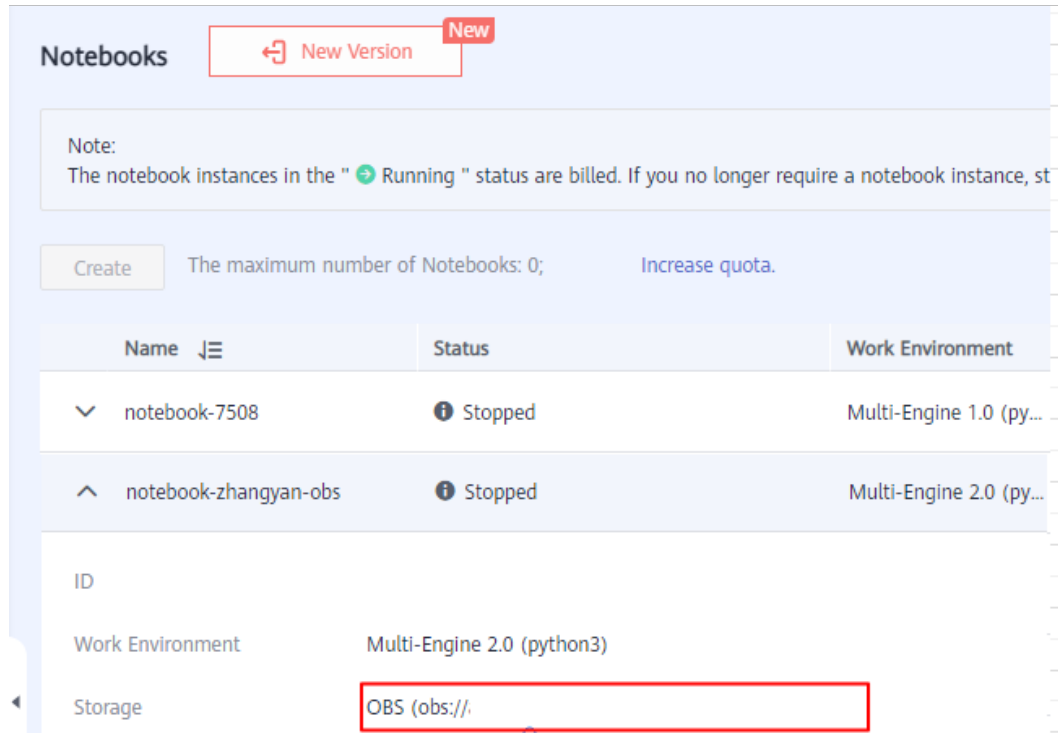 New
Notebooks New Version
Note:
The notebook instances in the " Running " status are billed. If you no longer require a notebook instance, st
Create The maximum number of Notebooks: 0; Increase quota.
Name Status Work Environment
notebook-7508 Stopped Multi-Engine 1.0 (py...
notebook-zhangyan-obs Stopped Multi-Engine 2.0 (py...
ID
Work Environment Multi-Engine 2.0 (python3)
Storage OBS (obs://